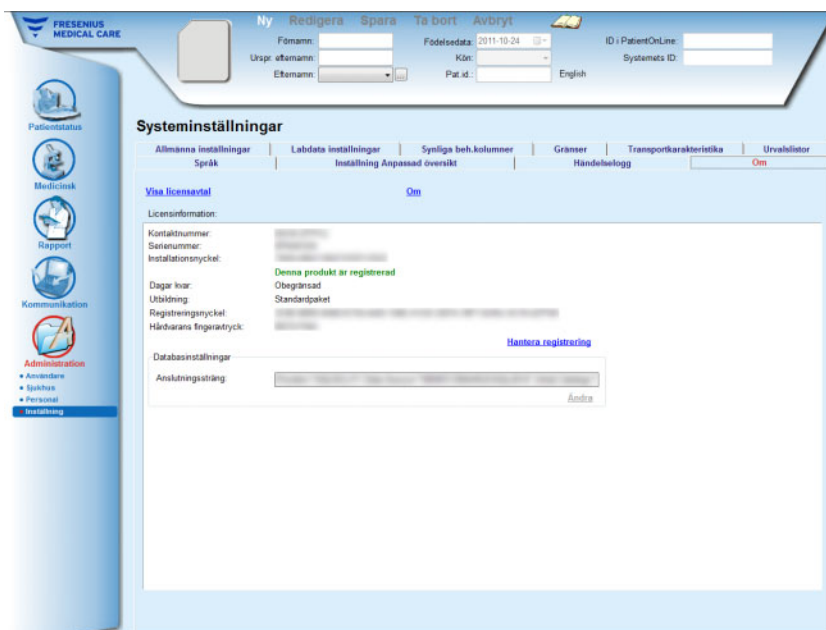 FRESENIUS
MEDICAL CARE
Ny Redigera Spara Ta bort Avbryt
Förnamn: Födelsedata: 2011-10-24 ID i PatientOnLine:
Urspr. efternamn: Kön: Systemets ID:
Efternamn: Pat.id.: English
Patientstatus
Medicinsk
Rapport
Kommunikation
Administration
Användare
Sjukhus
Personal
Inställning
Systeminställningar
Allmänna inställningar Labdata inställningar Synliga beh.kolumner Gränser Transportkarakteristika Urvalslistor
Språk Inställning Anpassad översikt Händelselogg Om
Visa licensavtal Om
Licensinformation:
Kontaktnummer:
Serienummer:
Installationsnyckel:
Denna produkt är registrerad
Dagar kvar: Obegränsad
Utbildning: Standardpaket
Registreringsnyckel:
Hårdvarans fingeravtryck:
Hantera registrering
Databasinställningar
Anslutningssträng:
Ändra